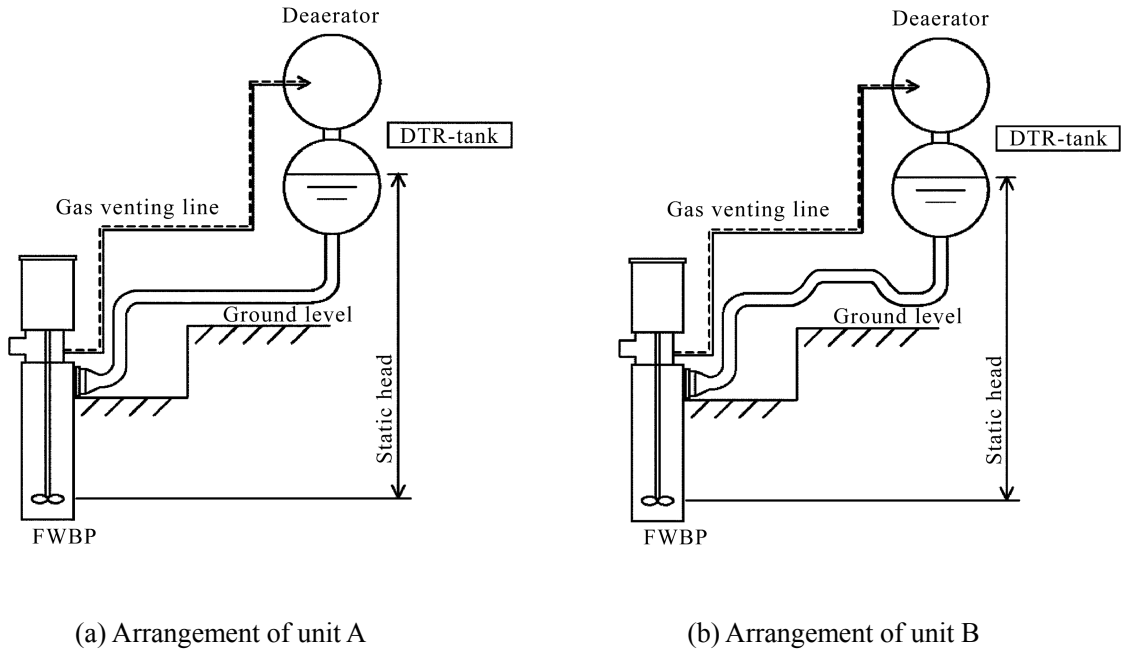 Deaerator
DTR-tank
Gas venting line
Ground level
Static head
FWBP
(a) Arrangement of unit A
Deaerator
DTR-tank
Gas venting line
Ground level
Static head
FWBP
(b) Arrangement of unit B